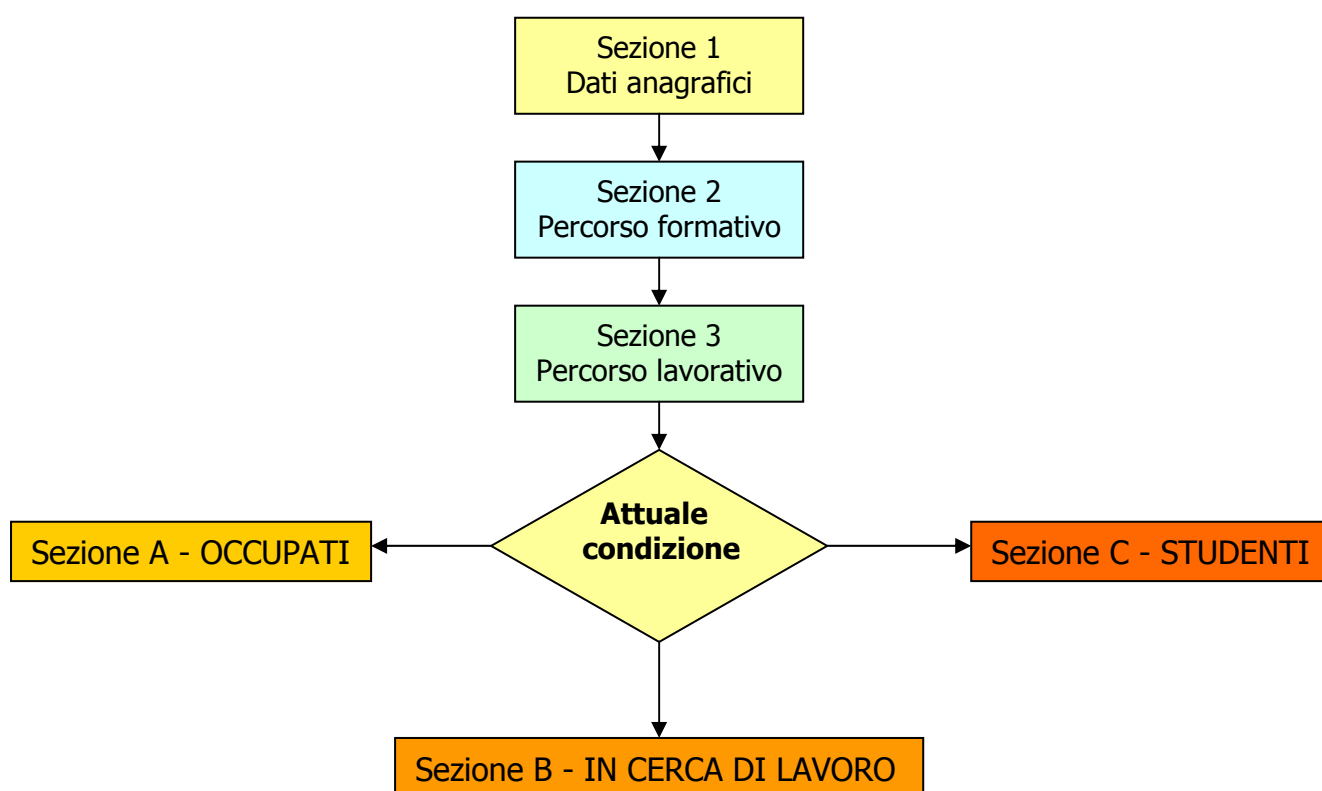 Sezione 1
Dati anagrafici
Sezione 2
Percorso formativo
Sezione 3
Percorso lavorativo
Attuale
condizione
Sezione A - OCCUPATI
Sezione C - STUDENTI
Sezione B - IN CERCA DI LAVORO